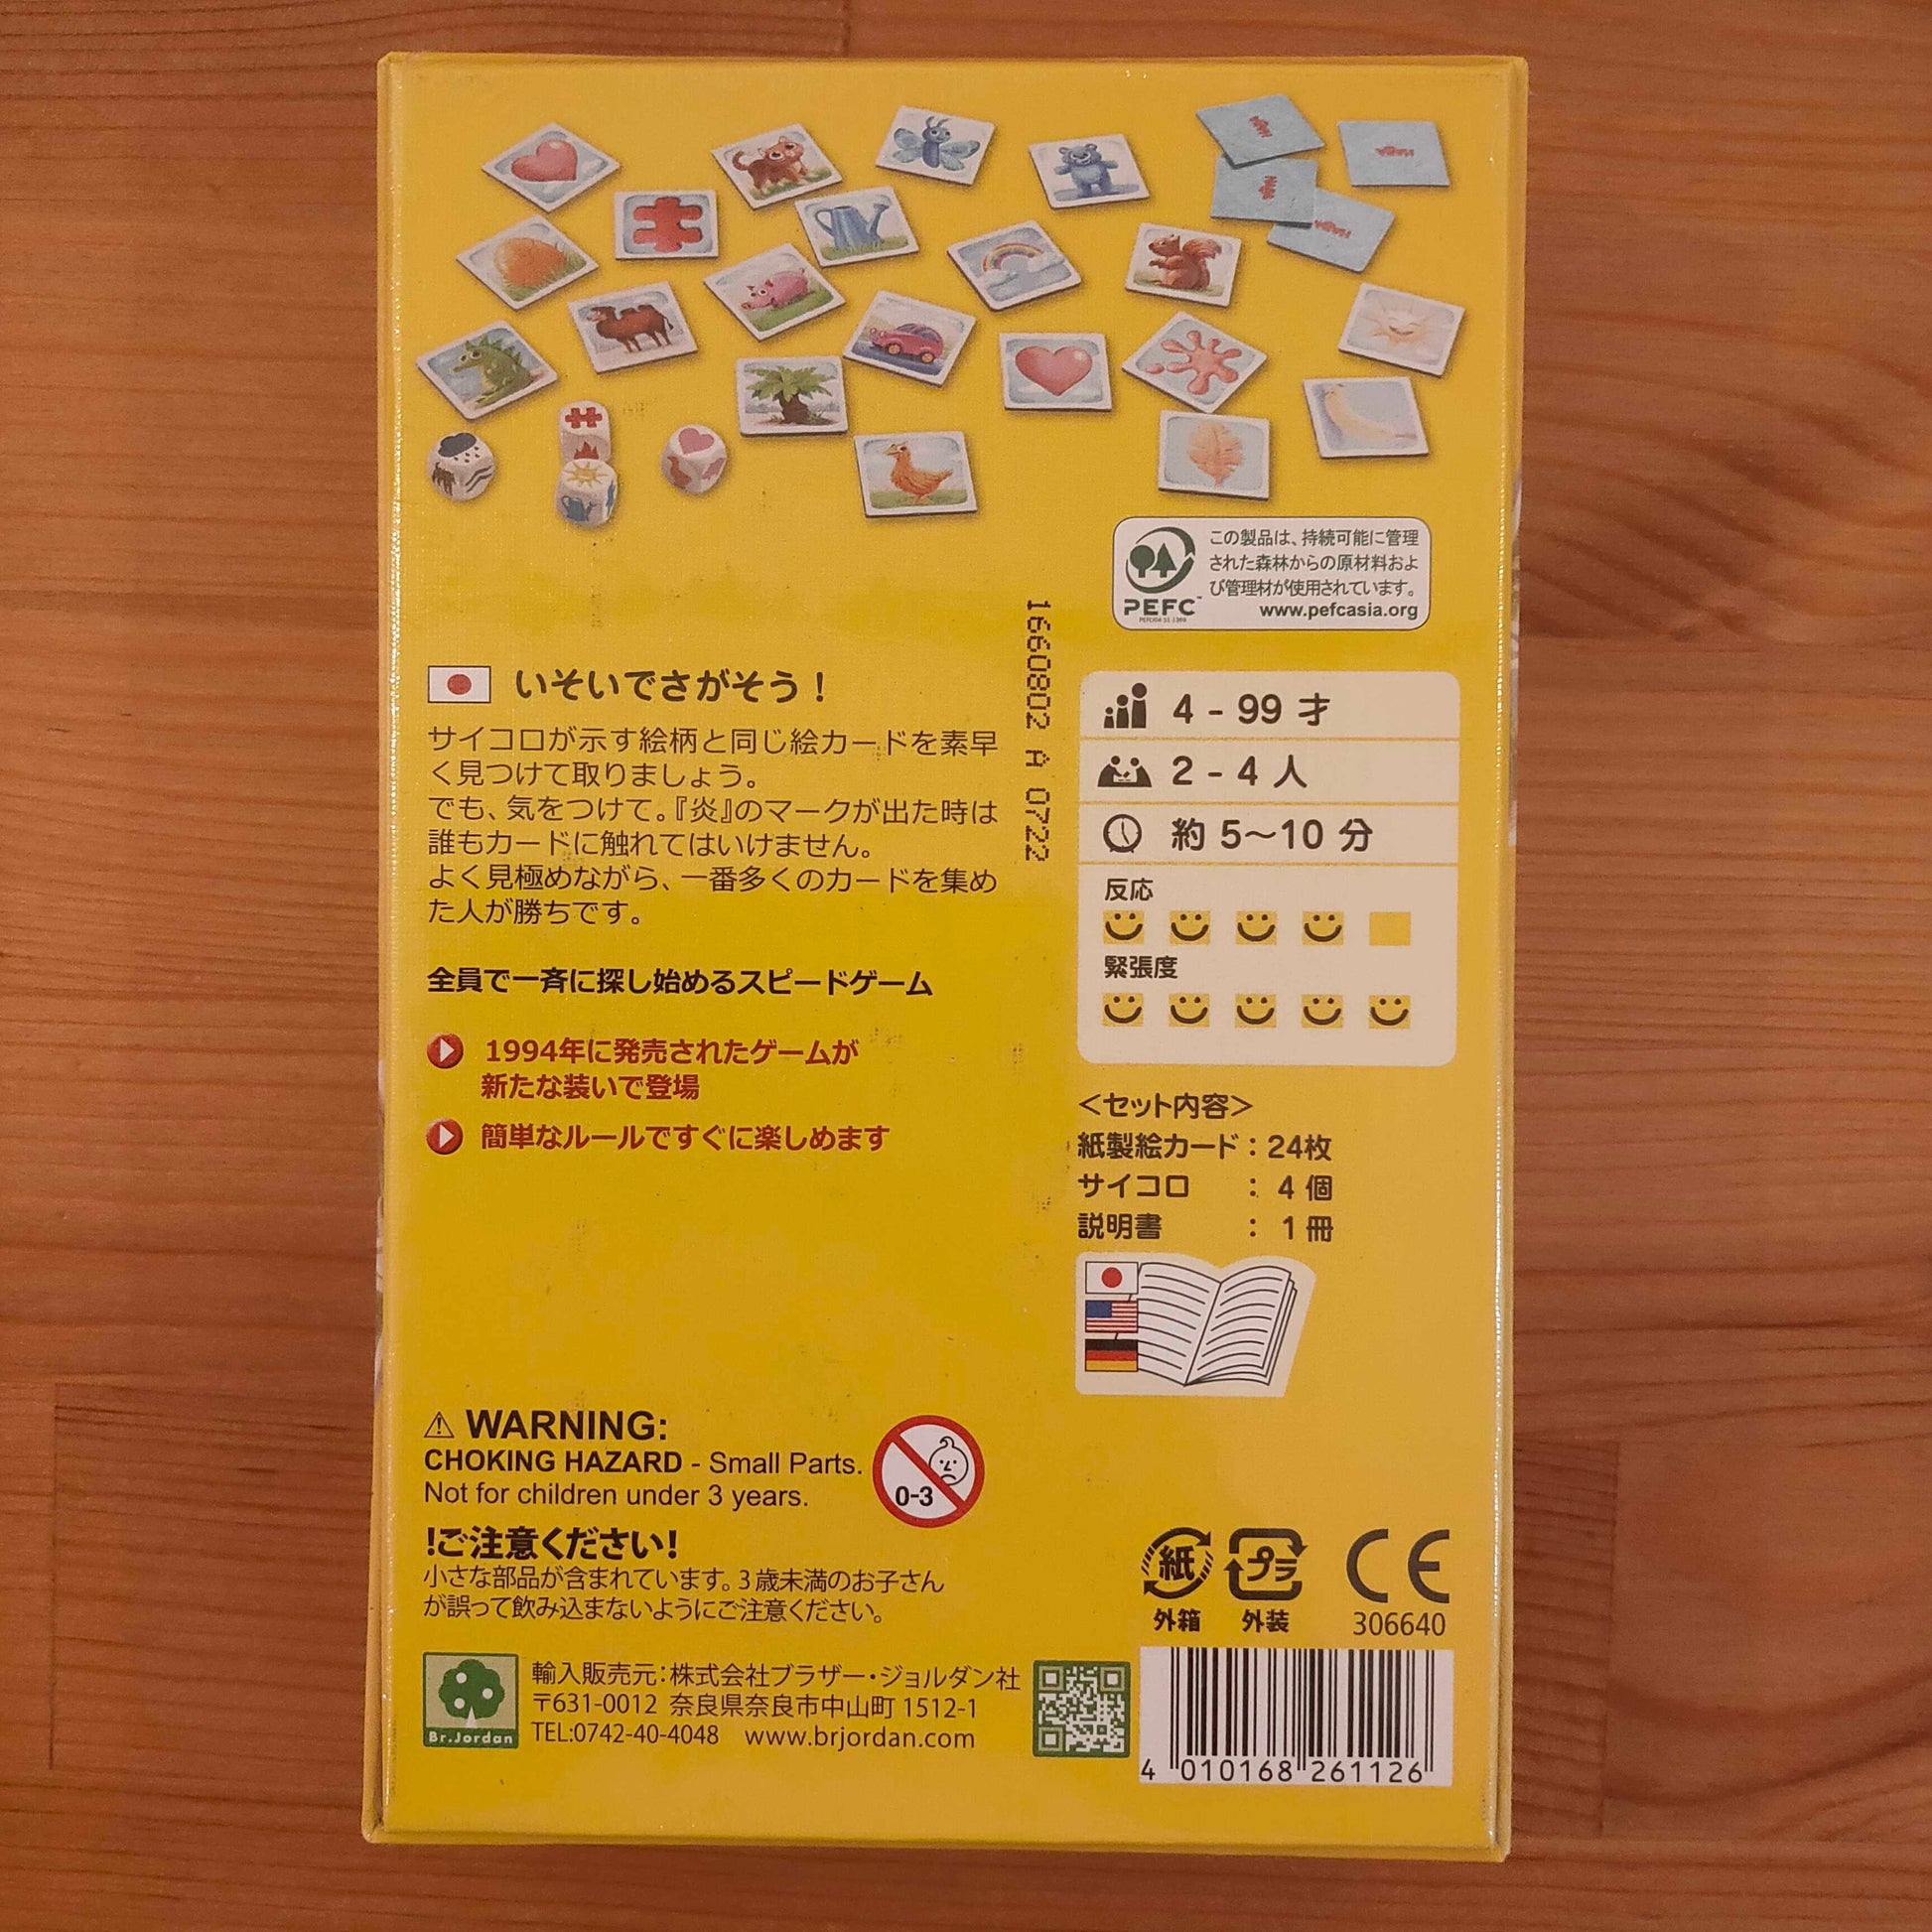 この製品は、持続可能に管理
された森林からの原材料およ
び管理材が使用されています。
www.pefcasia.org
PEFC™
1660802 A 0722
いそいでさがそう！
サイコロが示す絵柄と同じ絵カードを素早
く見つけて取りましょう。
でも、気をつけて。『炎』のマークが出た時は
誰もカードに触れてはいけません。
よく見極めながら、一番多くのカードを集め
た人が勝ちです。
全員で一斉に探し始めるスピードゲーム
1994年に発売されたゲームが
新たな装いで登場
簡単なルールですぐに楽しめます
4 - 99 才
2 - 4 人
約 5～10 分
反応
緊張度
＜セット内容＞
紙製絵カード：24枚
サイコロ ： 4 個
説明書 ： 1 冊
⚠ WARNING:
CHOKING HAZARD - Small Parts.
Not for children under 3 years.
0-3
!ご注意ください!
小さな部品が含まれています。3歳未満のお子さん
が誤って飲み込まないようにご注意ください。
紙 プラ CE
外箱 外装 306640
Br.Jordan
輸入販売元：株式会社ブラザー・ジョルダン社
〒631-0012 奈良県奈良市中山町 1512-1
TEL:0742-40-4048 www.brjordan.com
4 010168 261126